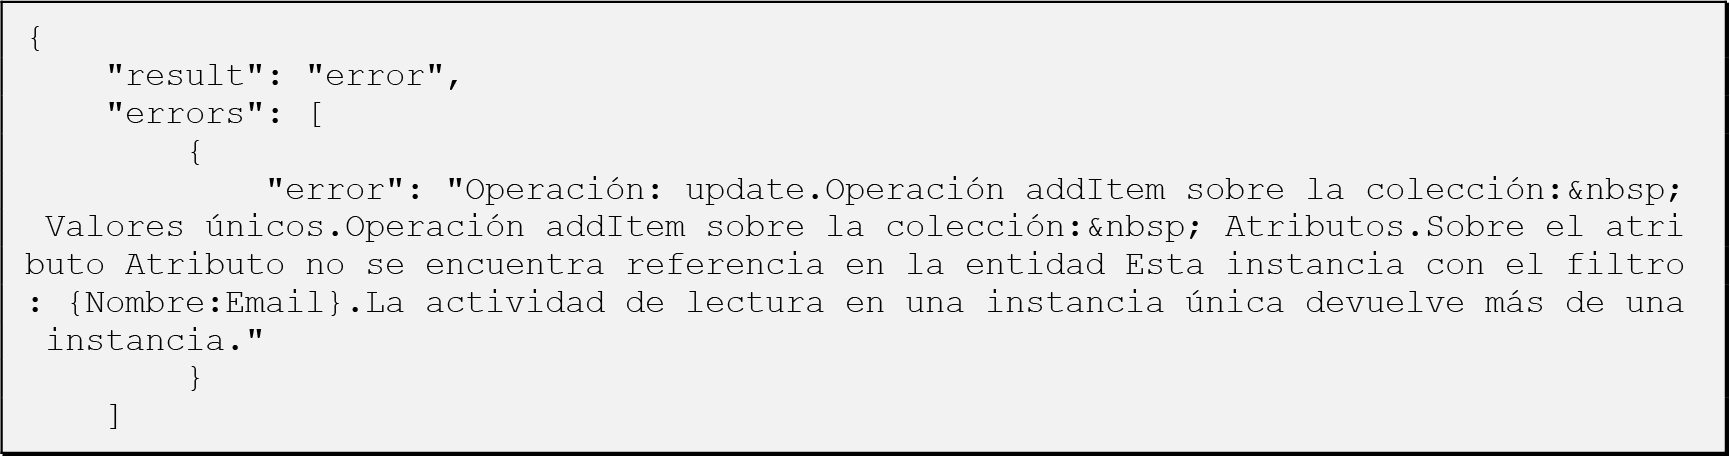 {
    "result": "error",
    "errors": [
        {
            "error": "Operación: update.Operación addItem sobre la colección:&nbsp;
 Valores únicos.Operación addItem sobre la colección:&nbsp; Atributos.Sobre el atri
buto Atributo no se encuentra referencia en la entidad Esta instancia con el filtro
: {Nombre:Email}.La actividad de lectura en una instancia única devuelve más de una
 instancia."
        }
    ]